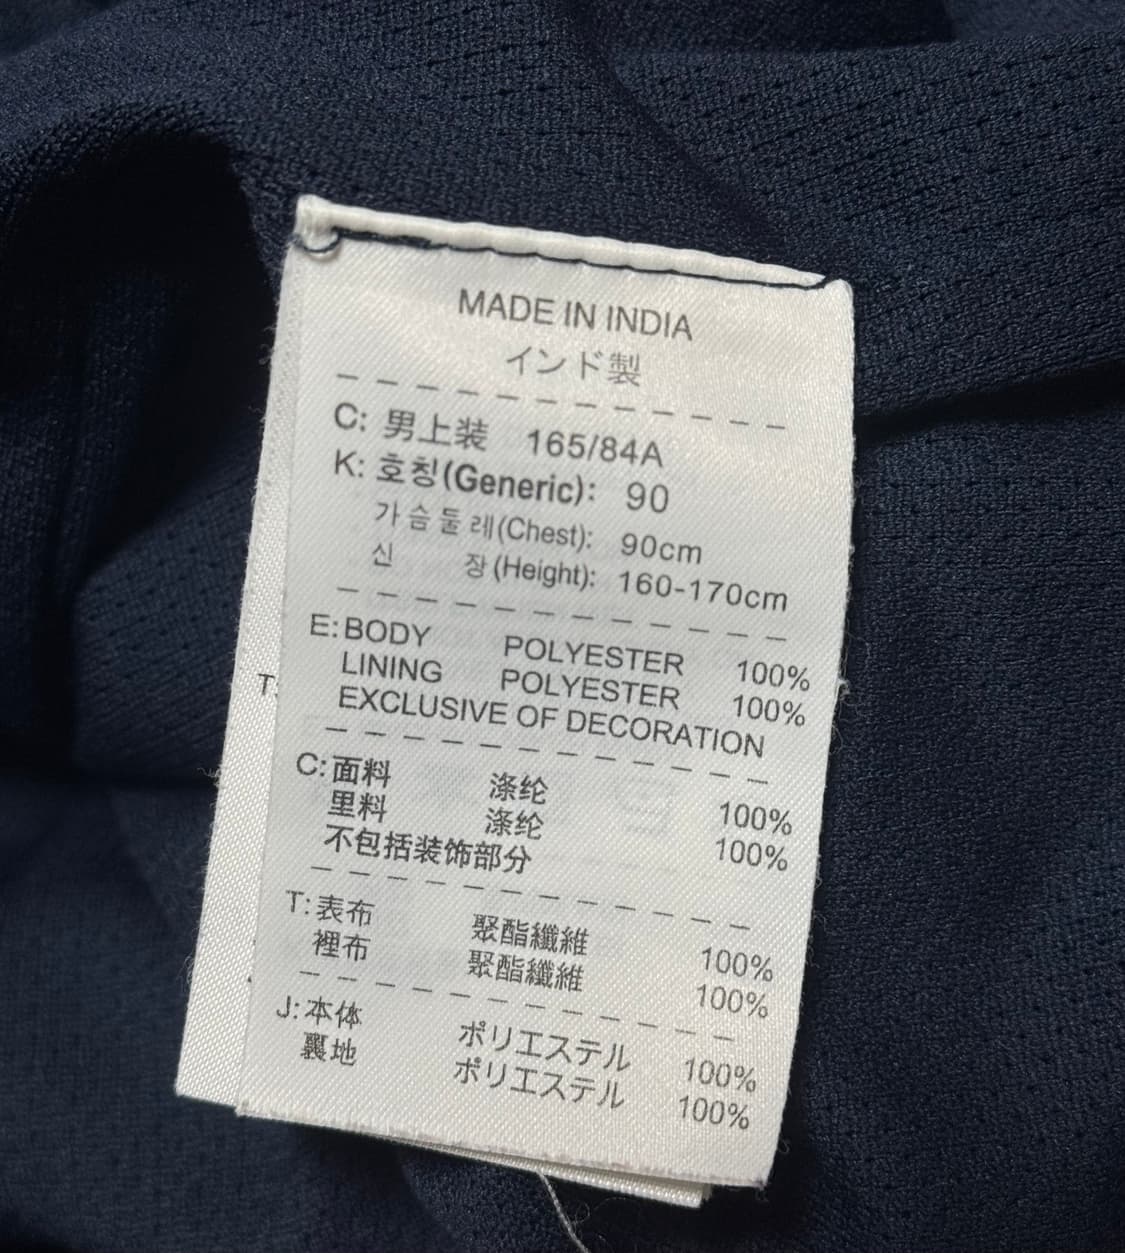 MADE IN INDIA
インド製
C: 男上装 165/84A
K: 호칭(Generic): 90
가슴둘레(Chest): 90cm
신 장(Height): 160-170cm
E: BODY POLYESTER 100%
LINING POLYESTER 100%
EXCLUSIVE OF DECORATION
C: 面料 涤纶 100%
里料 涤纶 100%
不包括装饰部分
T: 表布 聚酯纖維 100%
裡布 聚酯纖維 100%
J: 本体 ポリエステル 100%
裏地 ポリエステル 100%
T: